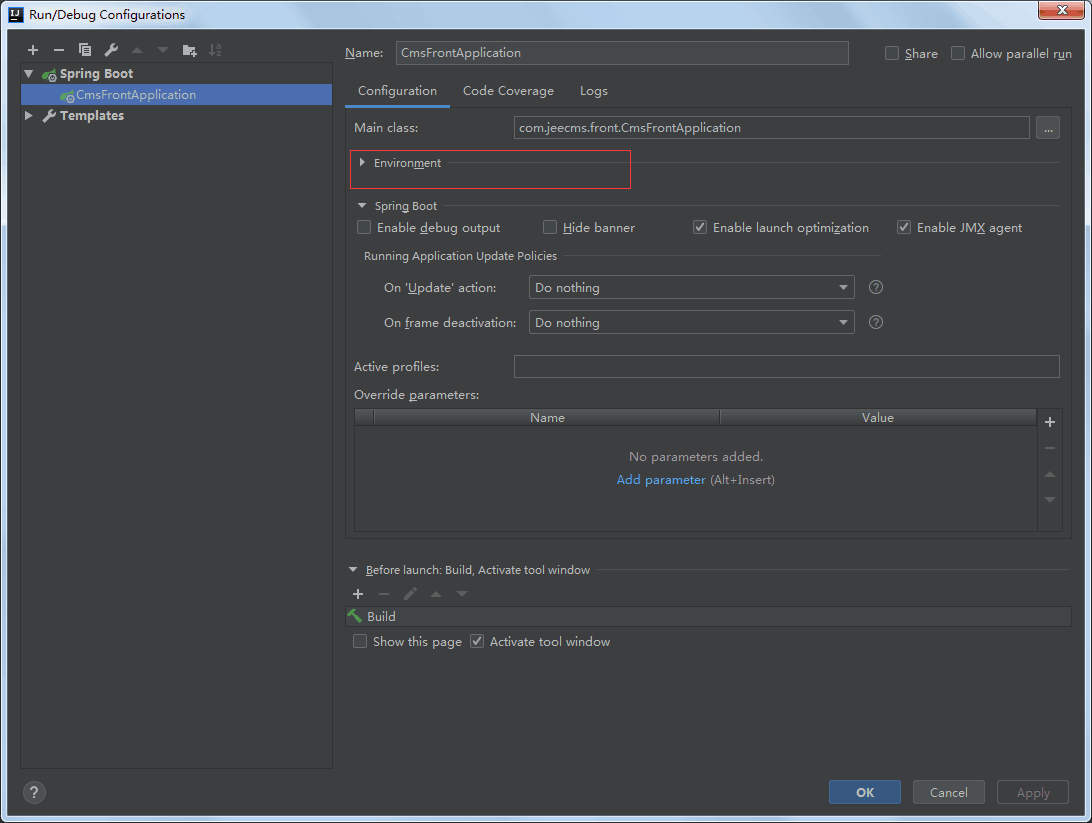 Run/Debug Configurations
Spring Boot
CmsFrontApplication
Templates
Name: CmsFrontApplication
Share Allow parallel run
Configuration Code Coverage Logs
Main class: com.jeecms.front.CmsFrontApplication ...
Environment
Spring Boot
Enable debug output Hide banner Enable launch optimization Enable JMX agent
Running Application Update Policies
On 'Update' action: Do nothing ?
On frame deactivation: Do nothing ?
Active profiles:
Override parameters:
Name Value
No parameters added.
Add parameter (Alt+Insert)
Before launch: Build, Activate tool window
Build
Show this page Activate tool window
? OK Cancel Apply